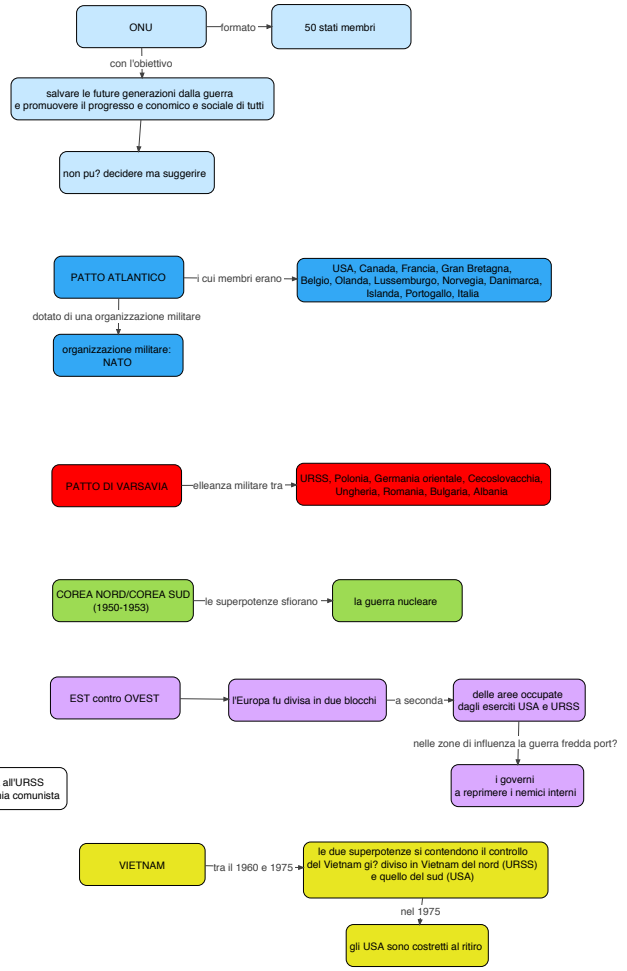 ONU
formato
50 stati membri
con l'obiettivo
salvare le future generazioni dalla guerra
e promuovere il progresso e conomico e sociale di tutti
non pu? decidere ma suggerire
PATTO ATLANTICO
i cui membri erano
USA, Canada, Francia, Gran Bretagna,
Belgio, Olanda, Lussemburgo, Norvegia, Danimarca,
Islanda, Portogallo, Italia
dotato di una organizzazione militare
organizzazione militare:
NATO
PATTO DI VARSAVIA
elleanza militare tra
URSS, Polonia, Germania orientale, Cecoslovacchia,
Ungheria, Romania, Bulgaria, Albania
COREA NORD/COREA SUD
(1950-1953)
le superpotenze sfiorano
la guerra nucleare
EST contro OVEST
l'Europa fu divisa in due blocchi
a seconda
delle aree occupate
dagli eserciti USA e URSS
nelle zone di influenza la guerra fredda port?
i governi
a reprimere i nemici interni
all'URSS
comunista
VIETNAM
tra il 1960 e 1975
le due superpotenze si contendono il controllo
del Vietnam gi? diviso in Vietnam del nord (URSS)
e quello del sud (USA)
nel 1975
gli USA sono costretti al ritiro